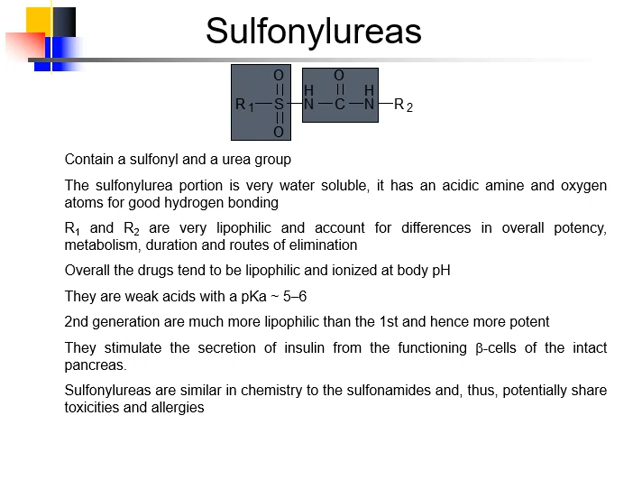 Sulfonylureas
O O
R1—S—N—C—N—R2
H H
O
Contain a sulfonyl and a urea group
The sulfonylurea portion is very water soluble, it has an acidic amine and oxygen
atoms for good hydrogen bonding
R1 and R2 are very lipophilic and account for differences in overall potency,
metabolism, duration and routes of elimination
Overall the drugs tend to be lipophilic and ionized at body pH
They are weak acids with a pKa ~ 5–6
2nd generation are much more lipophilic than the 1st and hence more potent
They stimulate the secretion of insulin from the functioning β-cells of the intact
pancreas.
Sulfonylureas are similar in chemistry to the sulfonamides and, thus, potentially share
toxicities and allergies